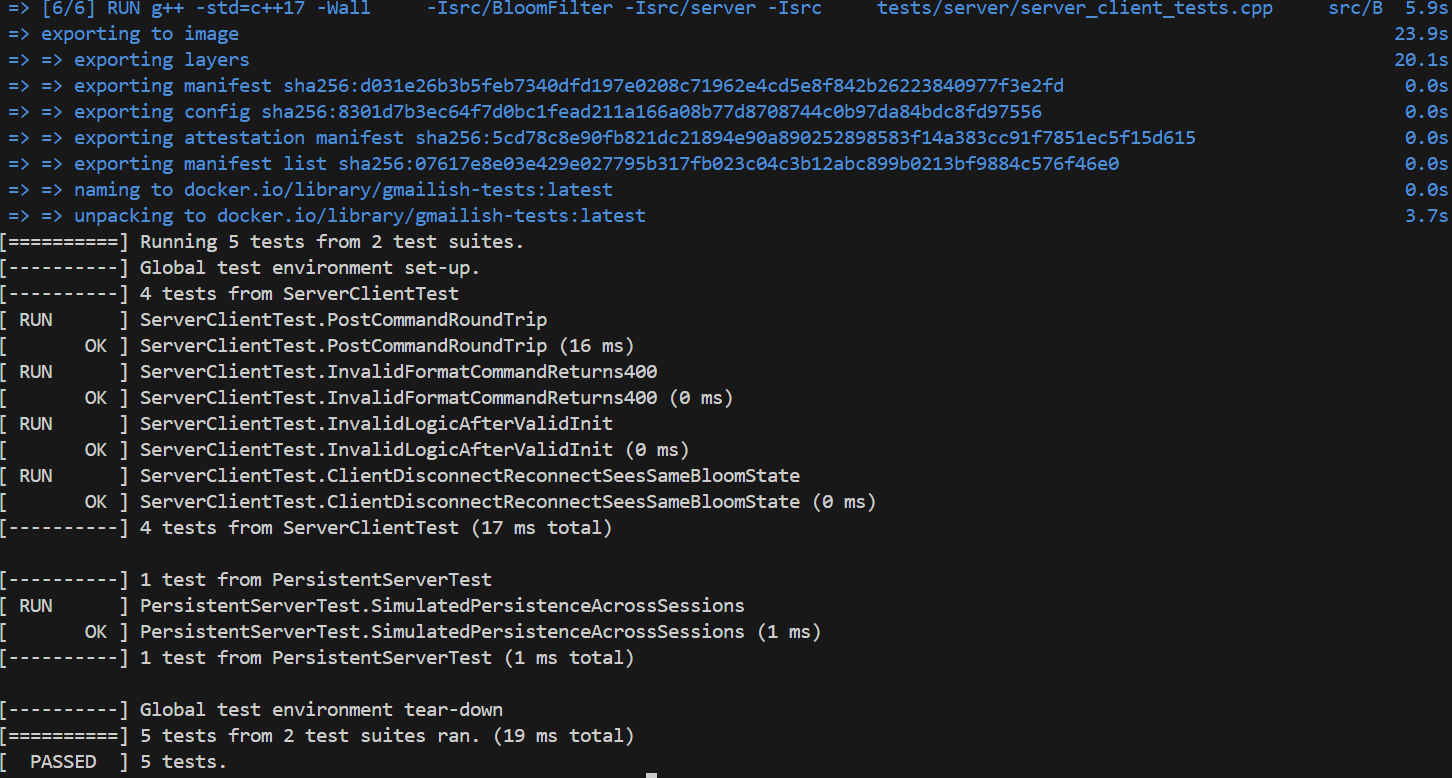 => [6/6] RUN g++ -std=c++17 -Wall     -Isrc/BloomFilter -Isrc/server -Isrc     tests/server/server_client_tests.cpp     src/B  5.9s
=> exporting to image 23.9s
=> => exporting layers 20.1s
=> => exporting manifest sha256:d031e26b3b5feb7340dfd197e0208c71962e4cd5e8f842b26223840977f3e2fd 0.0s
=> => exporting config sha256:8301d7b3ec64f7d0bc1fead211a166a08b77d8708744c0b97da84bdc8fd97556 0.0s
=> => exporting attestation manifest sha256:5cd78c8e90fb821dc21894e90a890252898583f14a383cc91f7851ec5f15d615 0.0s
=> => exporting manifest list sha256:07617e8e03e429e027795b317fb023c04c3b12abc899b0213bf9884c576f46e0 0.0s
=> => naming to docker.io/library/gmailish-tests:latest 0.0s
=> => unpacking to docker.io/library/gmailish-tests:latest 3.7s
[==========] Running 5 tests from 2 test suites.
[----------] Global test environment set-up.
[----------] 4 tests from ServerClientTest
[ RUN      ] ServerClientTest.PostCommandRoundTrip
[       OK ] ServerClientTest.PostCommandRoundTrip (16 ms)
[ RUN      ] ServerClientTest.InvalidFormatCommandReturns400
[       OK ] ServerClientTest.InvalidFormatCommandReturns400 (0 ms)
[ RUN      ] ServerClientTest.InvalidLogicAfterValidInit
[       OK ] ServerClientTest.InvalidLogicAfterValidInit (0 ms)
[ RUN      ] ServerClientTest.ClientDisconnectReconnectSeesSameBloomState
[       OK ] ServerClientTest.ClientDisconnectReconnectSeesSameBloomState (0 ms)
[----------] 4 tests from ServerClientTest (17 ms total)

[----------] 1 test from PersistentServerTest
[ RUN      ] PersistentServerTest.SimulatedPersistenceAcrossSessions
[       OK ] PersistentServerTest.SimulatedPersistenceAcrossSessions (1 ms)
[----------] 1 test from PersistentServerTest (1 ms total)

[----------] Global test environment tear-down
[==========] 5 tests from 2 test suites ran. (19 ms total)
[  PASSED  ] 5 tests.